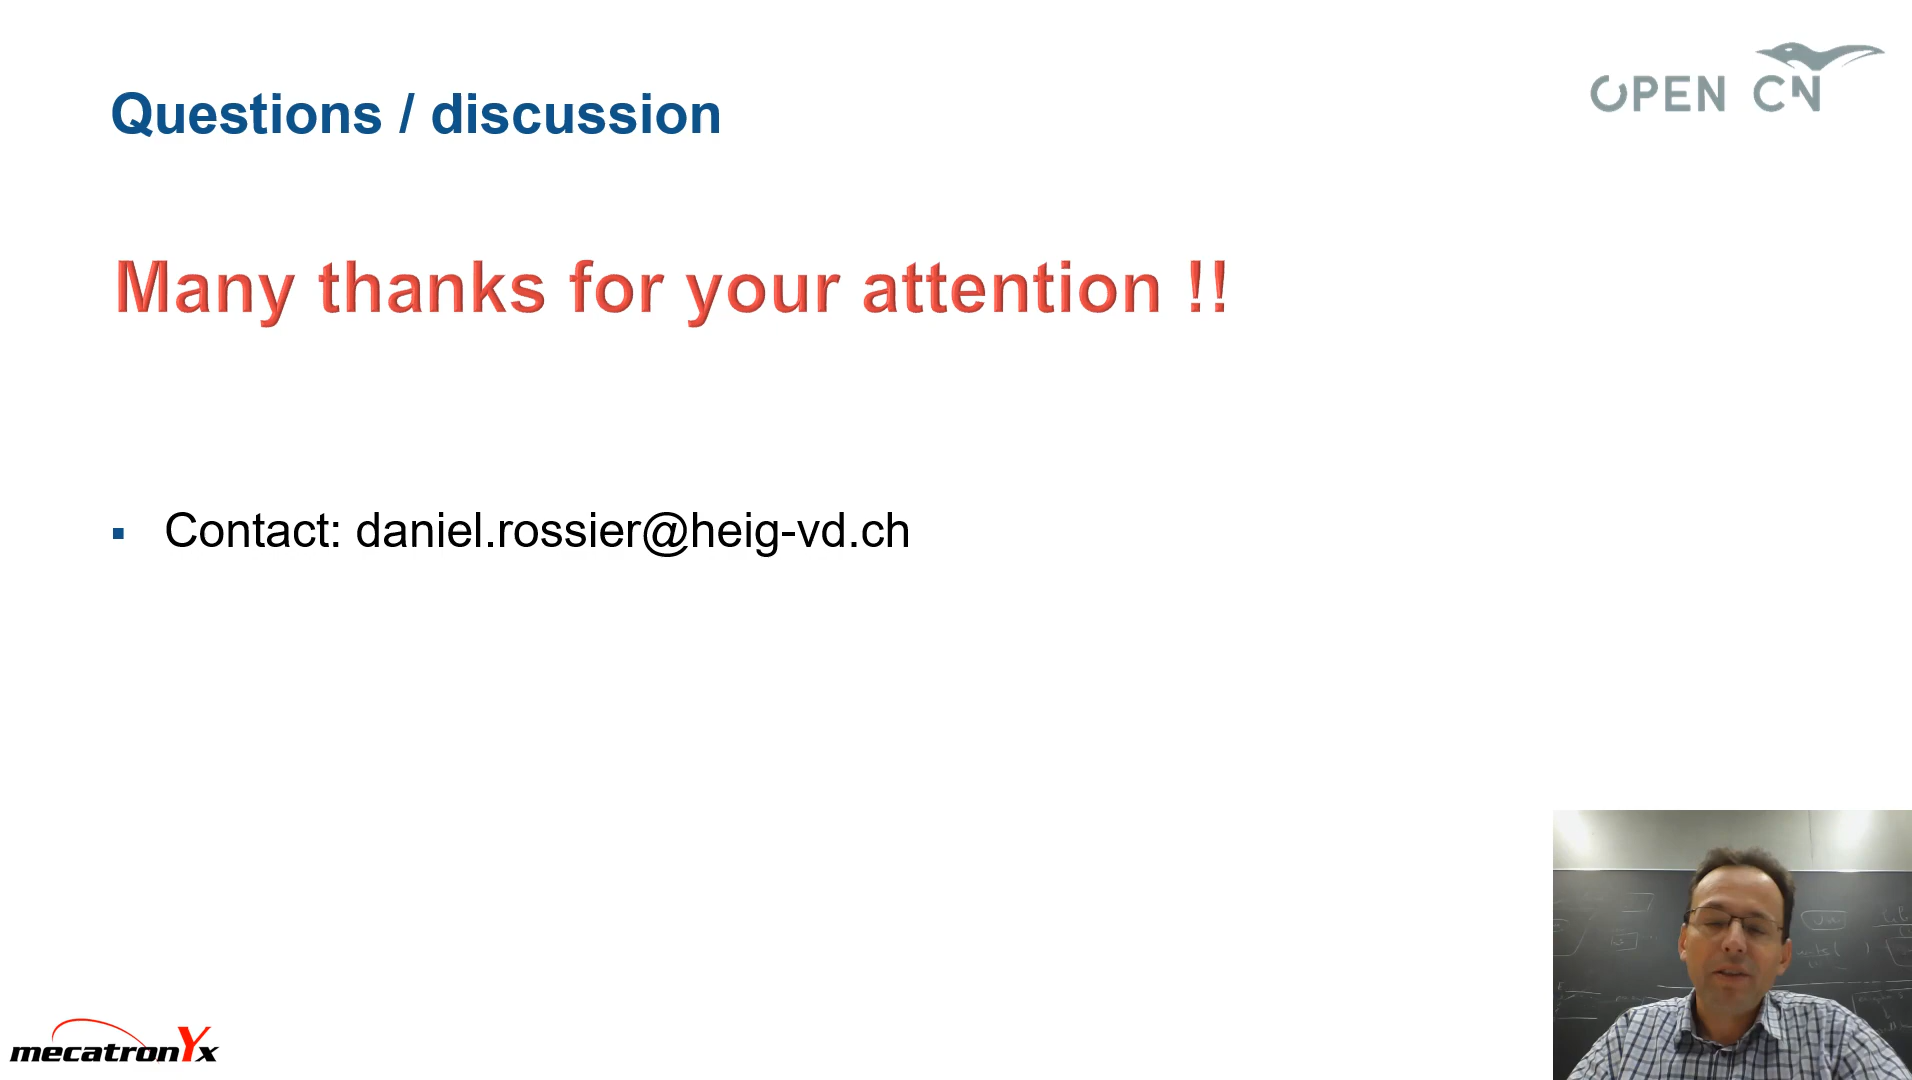 OPEN CN
Questions / discussion
Many thanks for your attention !!
▪ Contact: daniel.rossier@heig-vd.ch
mecatronYx